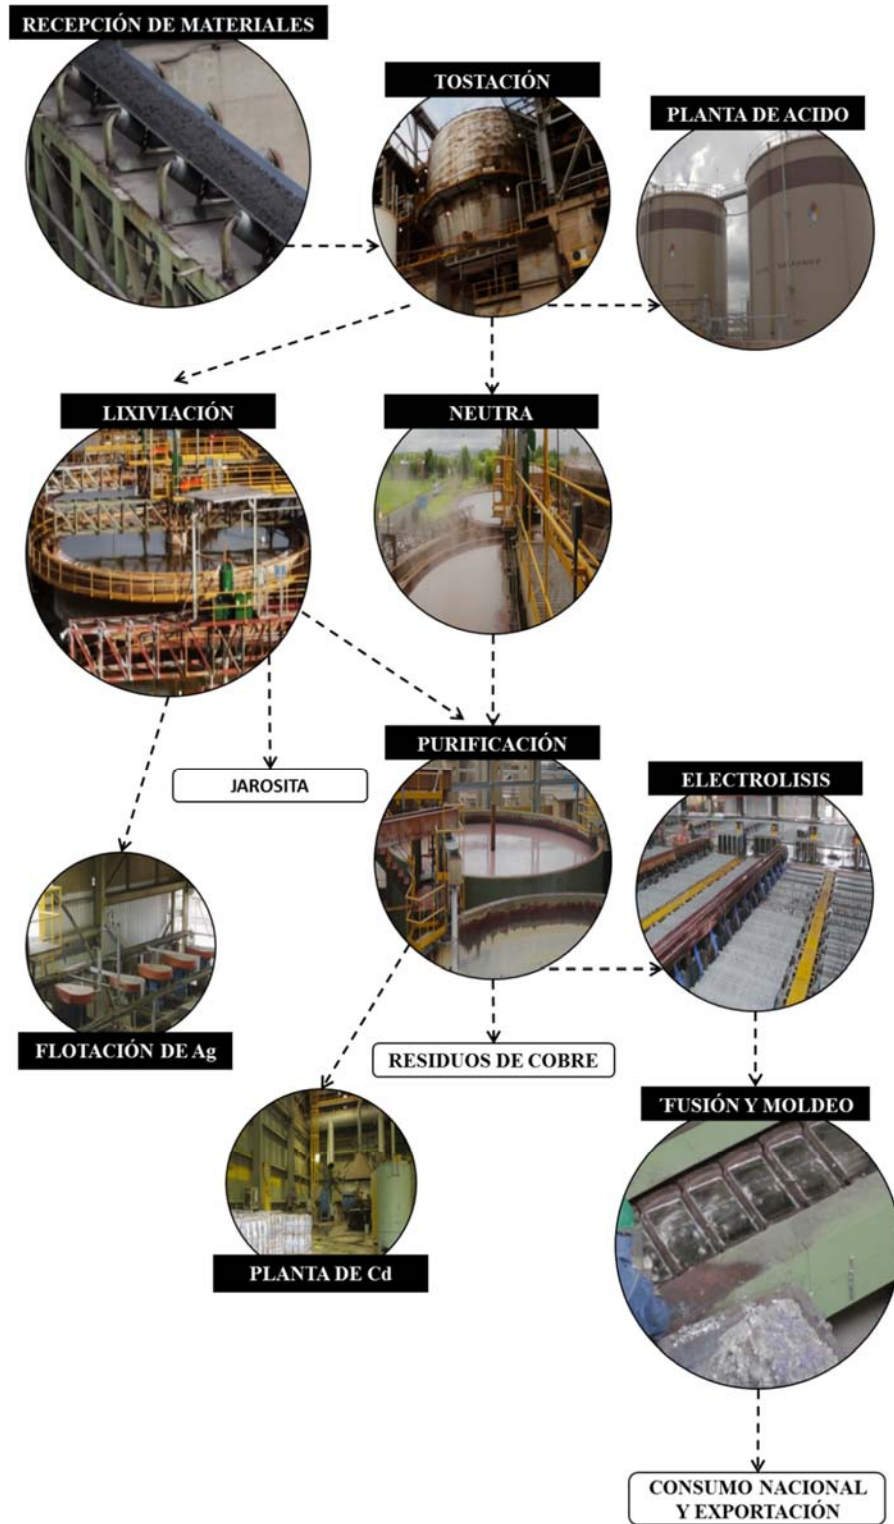 RECEPCIÓN DE MATERIALES
TOSTACIÓN
PLANTA DE ACIDO
LIXIVIACIÓN
NEUTRA
PURIFICACIÓN
JAROSITA
ELECTROLISIS
FLOTACIÓN DE Ag
RESIDUOS DE COBRE
´FUSIÓN Y MOLDEO
PLANTA DE Cd
CONSUMO NACIONAL
Y EXPORTACIÓN